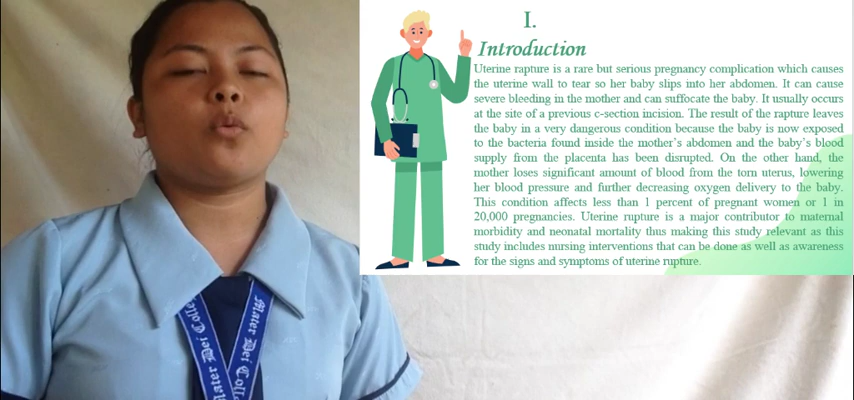 I.
Introduction
Uterine rapture is a rare but serious pregnancy complication which causes
the uterine wall to tear so her baby slips into her abdomen. It can cause
severe bleeding in the mother and can suffocate the baby. It usually occurs
at the site of a previous c-section incision. The result of the rapture leaves
the baby in a very dangerous condition because the baby is now exposed
to the bacteria found inside the mother's abdomen and the baby's blood
supply from the placenta has been disrupted. On the other hand, the
mother loses significant amount of blood from the torn uterus, lowering
her blood pressure and further decreasing oxygen delivery to the baby.
This condition affects less than 1 percent of pregnant women or 1 in
20,000 pregnancies. Uterine rupture is a major contributor to maternal
morbidity and neonatal mortality thus making this study relevant as this
study includes nursing interventions that can be done as well as awareness
for the signs and symptoms of uterine rupture.
Mater Dei Colle
Mater Dei Coll